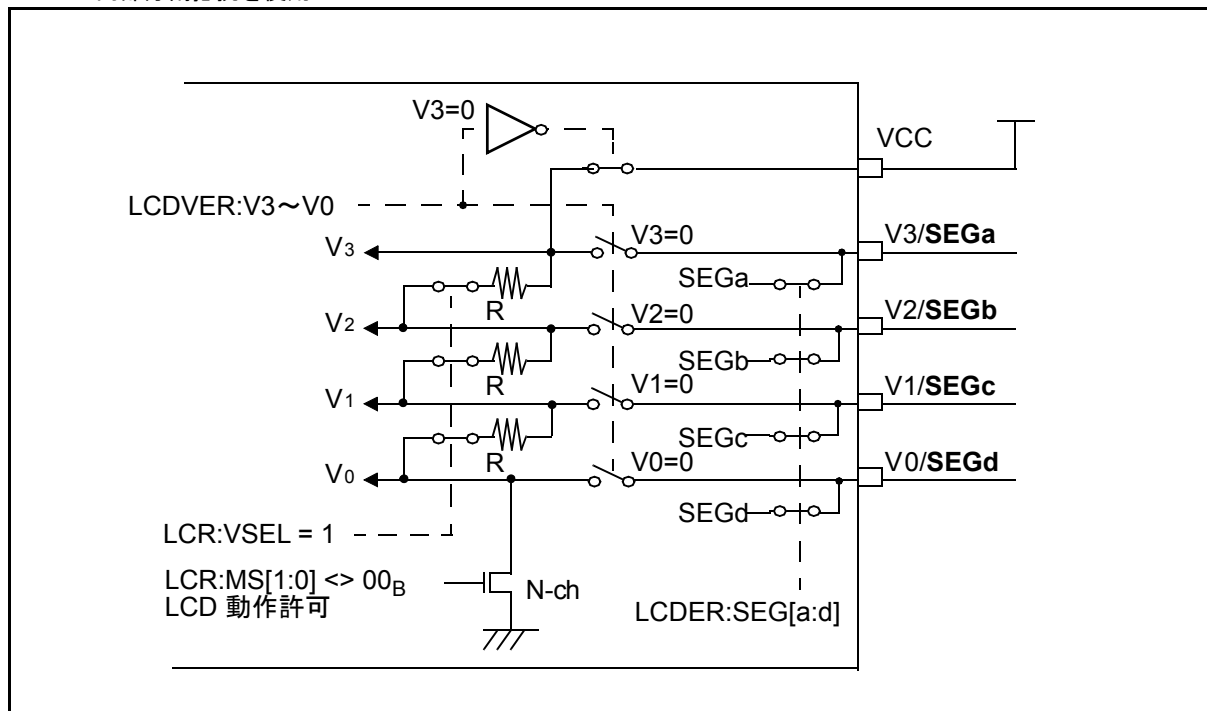 V3=0
VCC
LCDVER:V3～V0
V3
V3=0
V3/SEGa
SEGa
R
V2
V2=0
V2/SEGb
SEGb
R
V1
V1=0
V1/SEGc
SEGc
R
V0
V0=0
V0/SEGd
SEGd
LCR:VSEL = 1
LCR:MS[1:0] <> 00B
LCD 動作許可
N-ch
LCDER:SEG[a:d]